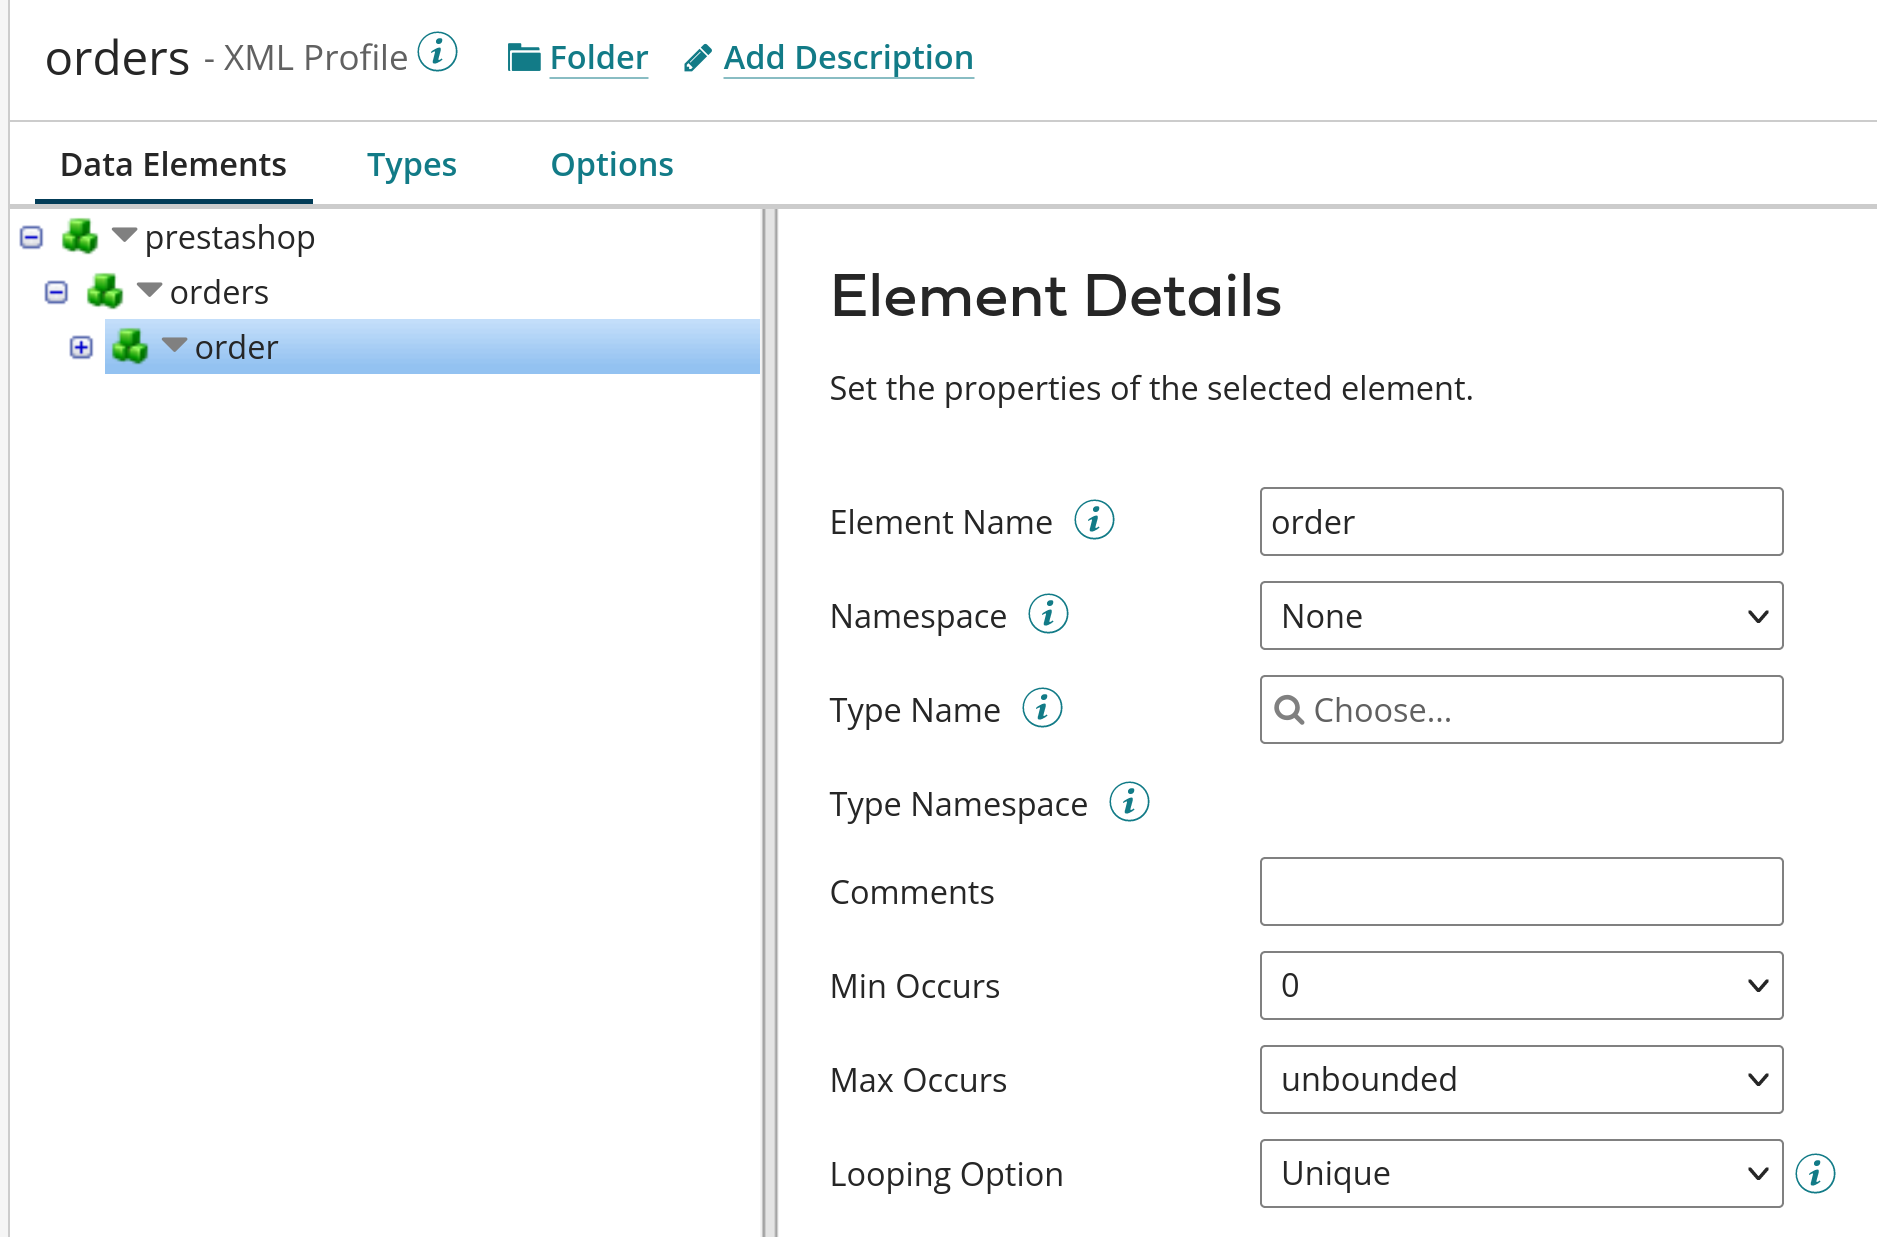 orders - XML Profile i Folder Add Description
Data Elements Types Options
prestashop
orders
order
Element Details
Set the properties of the selected element.
Element Name i order
Namespace i None
Type Name i Choose...
Type Namespace i
Comments
Min Occurs 0
Max Occurs unbounded
Looping Option Unique i